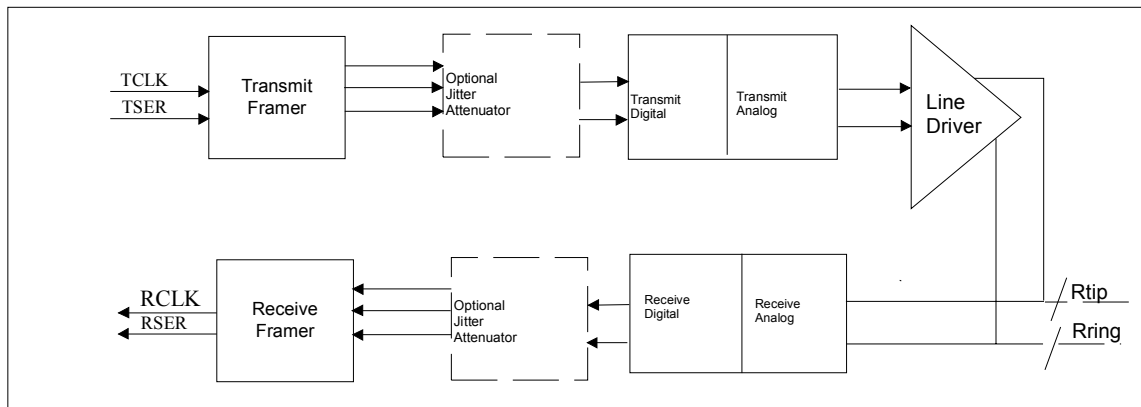 TCLK
TSER
Transmit
Framer
Optional
Jitter
Attenuator
Transmit
Digital
Transmit
Analog
Line
Driver
RCLK
RSER
Receive
Framer
Optional
Jitter
Attenuator
Receive
Digital
Receive
Analog
Rtip
Rring